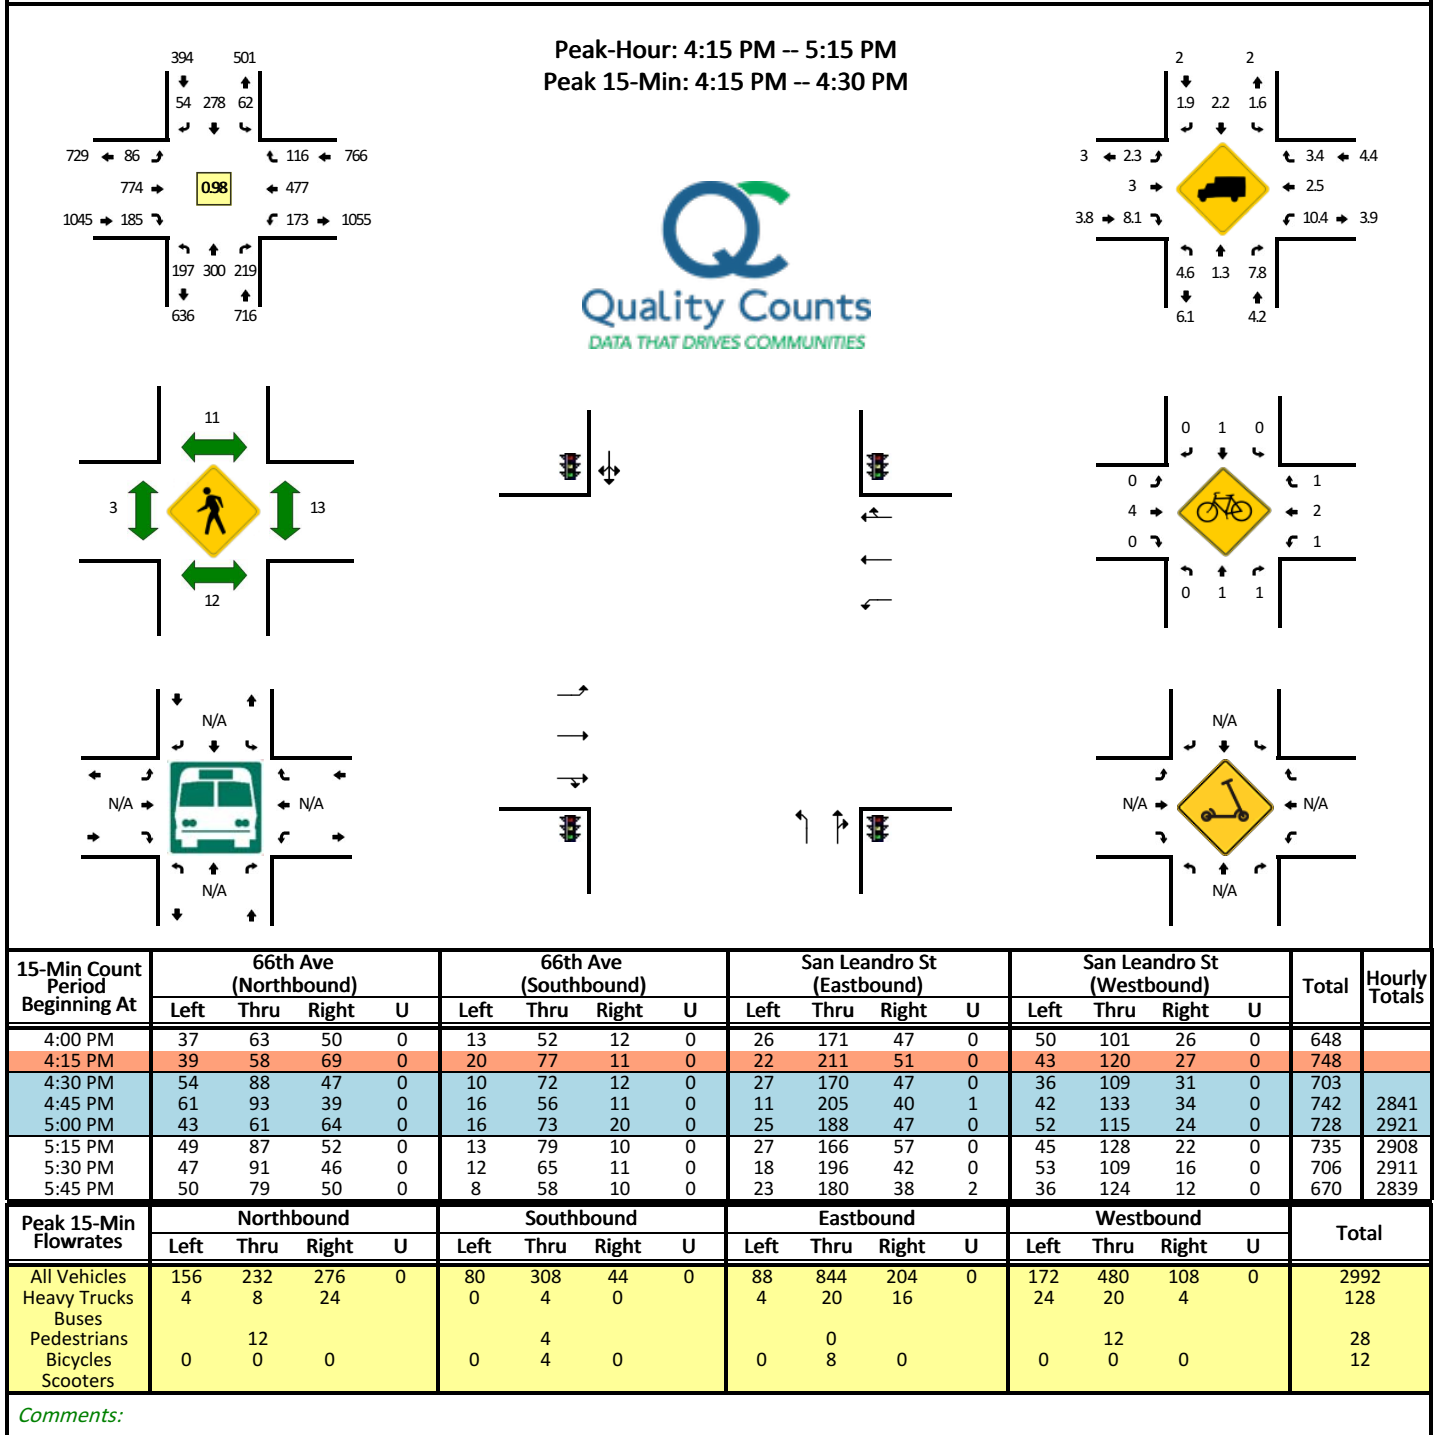 Peak-Hour: 4:15 PM -- 5:15 PM
Peak 15-Min: 4:15 PM -- 4:30 PM
394 501
54 278 62
729 86 116 766
774 0.98 477
1045 185 173 1055
197 300 219
636 716
Quality Counts
DATA THAT DRIVES COMMUNITIES
2 2
1.9 2.2 1.6
3 2.3 3.4 4.4
3 2.5
3.8 8.1 10.4 3.9
4.6 1.3 7.8
6.1 4.2
11
3 13
12
0 1 0
0 1
4 2
0 1
0 1 1
N/A
N/A N/A
N/A
N/A
N/A N/A
N/A
15-Min Count Period Beginning At 66th Ave (Northbound) 66th Ave (Southbound) San Leandro St (Eastbound) San Leandro St (Westbound) Total Hourly Totals
Left Thru Right U Left Thru Right U Left Thru Right U Left Thru Right U
4:00 PM 37 63 50 0 13 52 12 0 26 171 47 0 50 101 26 0 648
4:15 PM 39 58 69 0 20 77 11 0 22 211 51 0 43 120 27 0 748
4:30 PM 54 88 47 0 10 72 12 0 27 170 47 0 36 109 31 0 703
4:45 PM 61 93 39 0 16 56 11 0 11 205 40 1 42 133 34 0 742 2841
5:00 PM 43 61 64 0 16 73 20 0 25 188 47 0 52 115 24 0 728 2921
5:15 PM 49 87 52 0 13 79 10 0 27 166 57 0 45 128 22 0 735 2908
5:30 PM 47 91 46 0 12 65 11 0 18 196 42 0 53 109 16 0 706 2911
5:45 PM 50 79 50 0 8 58 10 0 23 180 38 2 36 124 12 0 670 2839
Peak 15-Min Flowrates Northbound Southbound Eastbound Westbound Total
Left Thru Right U Left Thru Right U Left Thru Right U Left Thru Right U
All Vehicles 156 232 276 0 80 308 44 0 88 844 204 0 172 480 108 0 2992
Heavy Trucks 4 8 24 0 4 0 4 20 16 24 20 4 128
Buses
Pedestrians 12 4 0 12 28
Bicycles 0 0 0 0 4 0 0 8 0 0 0 0 12
Scooters
Comments: